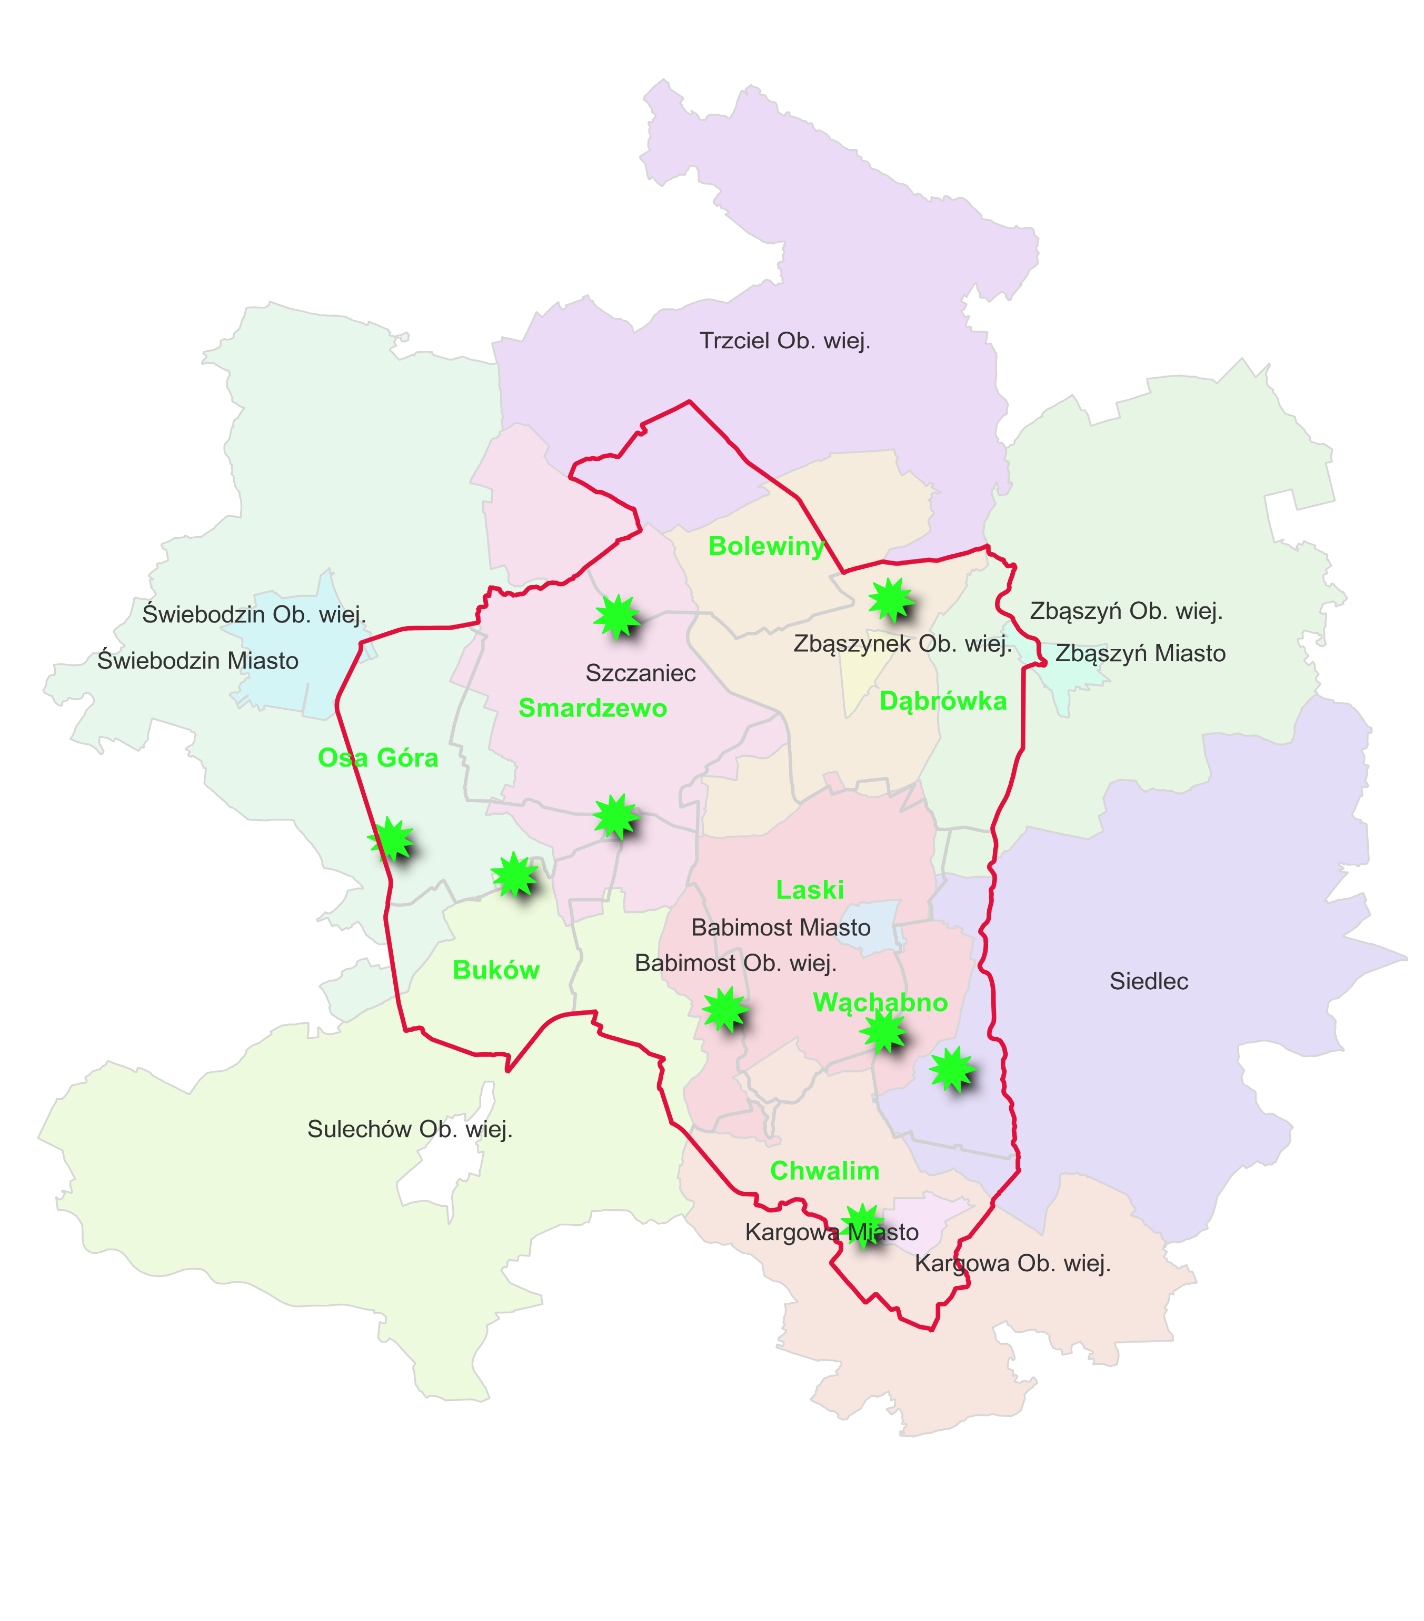 Trzciel Ob. wiej.
Bolewiny
Świebodzin Ob. wiej.
Zbąszyń Ob. wiej.
Zbąszynek Ob. wiej.
Zbąszyń Miasto
Świebodzin Miasto
Szczaniec
Dąbrówka
Smardzewo
Osa Góra
Laski
Babimost Miasto
Babimost Ob. wiej.
Buków
Siedlec
Wąchabno
Sulechów Ob. wiej.
Chwalim
Kargowa Miasto
Kargowa Ob. wiej.